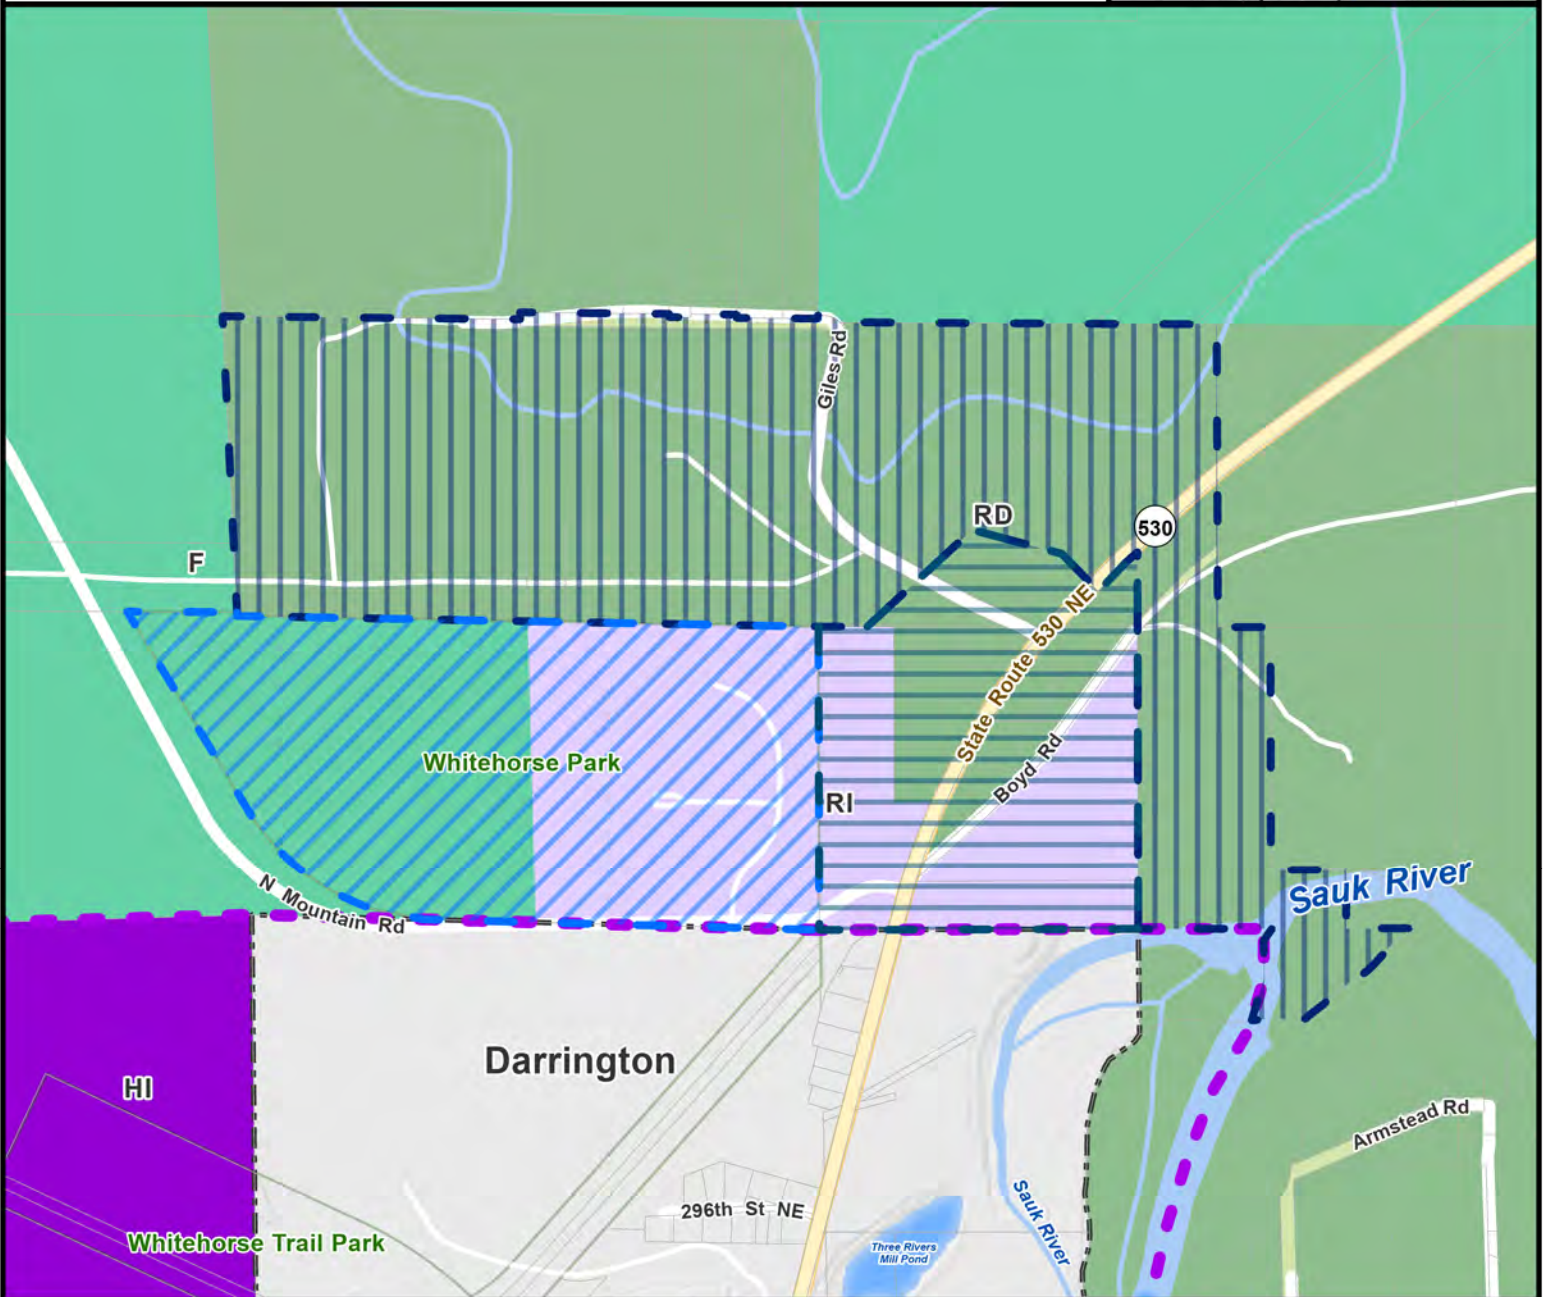 Giles Rd
RD
530
F
State Route 530 NE
Whitehorse Park
Boyd Rd
RI
N Mountain Rd
Sauk River
Darrington
HI
Armstead Rd
296th St NE
Sauk River
Whitehorse Trail Park
Three Rivers
Mill Pond